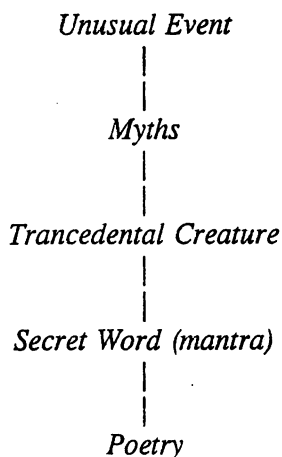 Unusual Event
Myths
Trancedental Creature
Secret Word (mantra)
Poetry